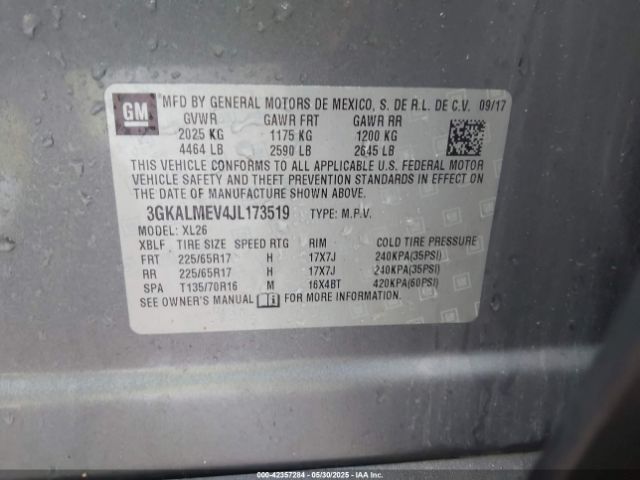 GM
MFD BY GENERAL MOTORS DE MEXICO, S. DE R.L. DE C.V. 09/17
GVWR GAWR FRT GAWR RR
2025 KG 1175 KG 1200 KG
4464 LB 2590 LB 2645 LB
THIS VEHICLE CONFORMS TO ALL APPLICABLE U.S. FEDERAL MOTOR
VEHICLE SAFETY AND THEFT PREVENTION STANDARDS IN EFFECT ON THE
DATE OF MANUFACTURE SHOWN ABOVE.
3GKALMEV4JL173519 TYPE: M.P.V.
MODEL: XL26
XBLF TIRE SIZE SPEED RTG RIM COLD TIRE PRESSURE
FRT 225/65R17 H 17X7J 240KPA(35PSI)
RR 225/65R17 H 17X7J 240KPA(35PSI)
SPA T135/70R16 M 16X4BT 420KPA(60PSI)
SEE OWNER'S MANUAL FOR MORE INFORMATION
000-42357284 05/30/2025 IAA